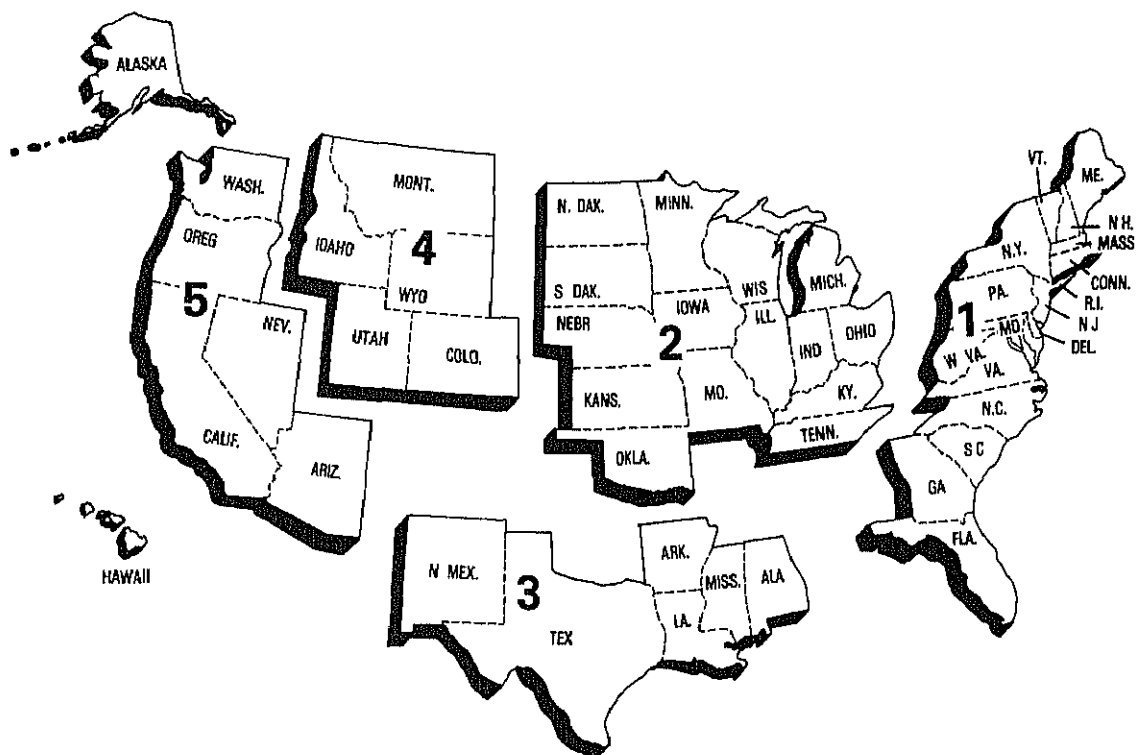 ALASKA
WASH.
OREG
5
NEV.
CALIF.
ARIZ.
HAWAII
MONT.
IDAHO
4
WYO
UTAH
COLO.
N. DAK.
MINN.
S DAK.
WIS
MICH.
NEBR
IOWA
2
ILL.
IND
OHIO
KANS.
MO.
KY.
OKLA.
TENN.
N MEX.
3
TEX
ARK.
MISS.
ALA
LA.
VT.
ME.
N H.
MASS
N.Y.
CONN.
PA.
R.I.
1
N J
MD.
DEL.
W VA.
VA.
N.C.
S C
GA
FLA.